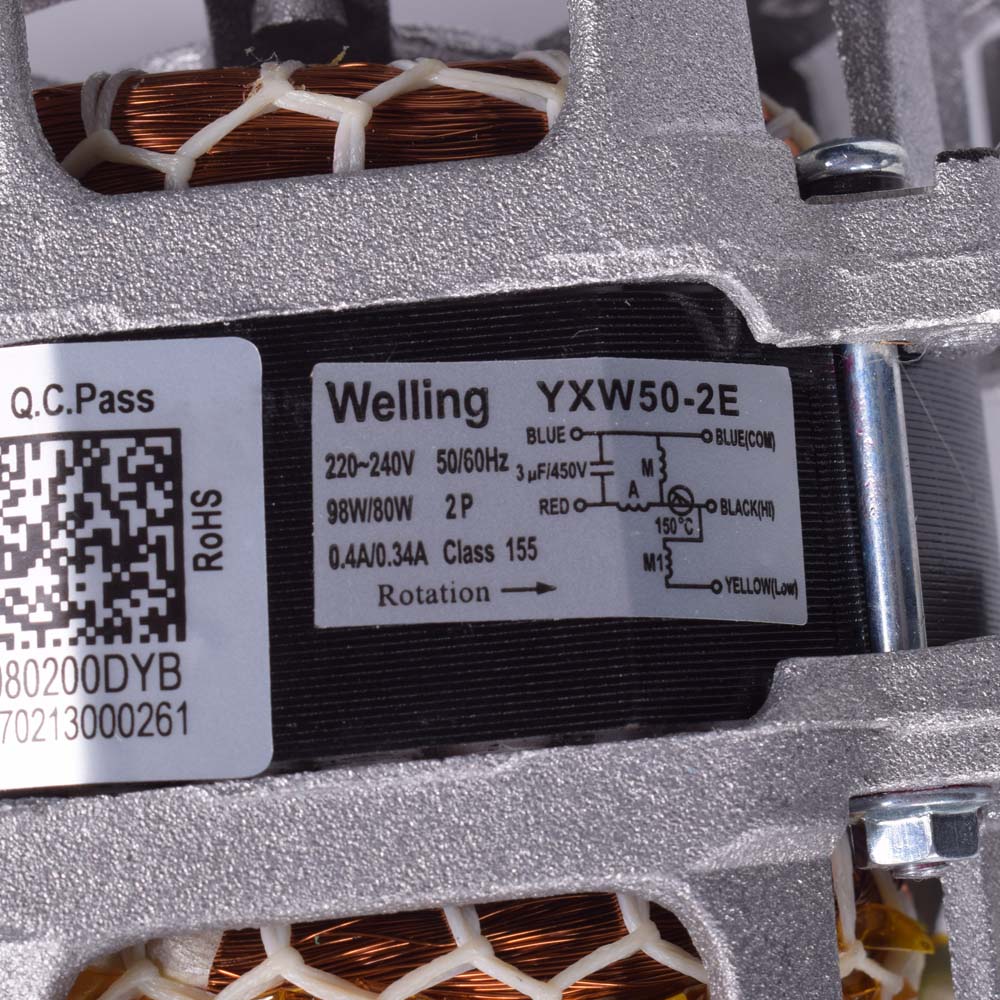 Q.C.Pass
RoHS
080200DYB
70213000261
Welling YXW50-2E
220~240V 50/60Hz
98W/80W 2 P
0.4A/0.34A Class 155
Rotation →
BLUE BLUE(COM)
3 µF/450V M
RED A BLACK(HI)
150°C
M1
YELLOW(Low)